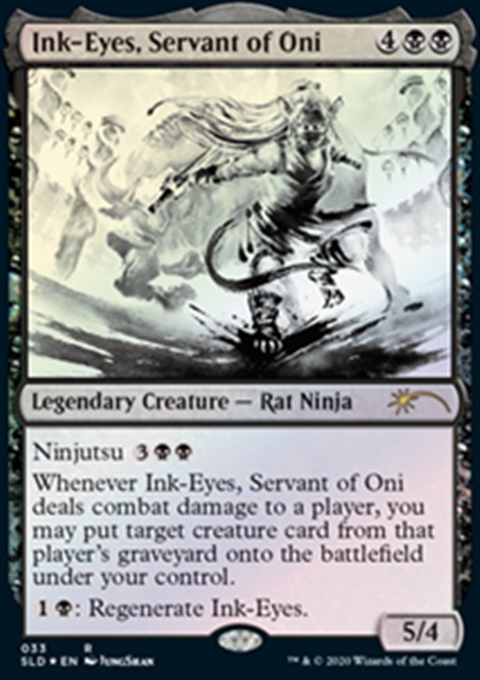 Ink-Eyes, Servant of Oni 4
Legendary Creature — Rat Ninja
Ninjutsu 3
Whenever Ink-Eyes, Servant of Oni
deals combat damage to a player, you
may put target creature card from that
player's graveyard onto the battlefield
under your control.
1 : Regenerate Ink-Eyes.
5/4
033 R
SLD ★ EN JungShan
™ & © 2020 Wizards of the Coast